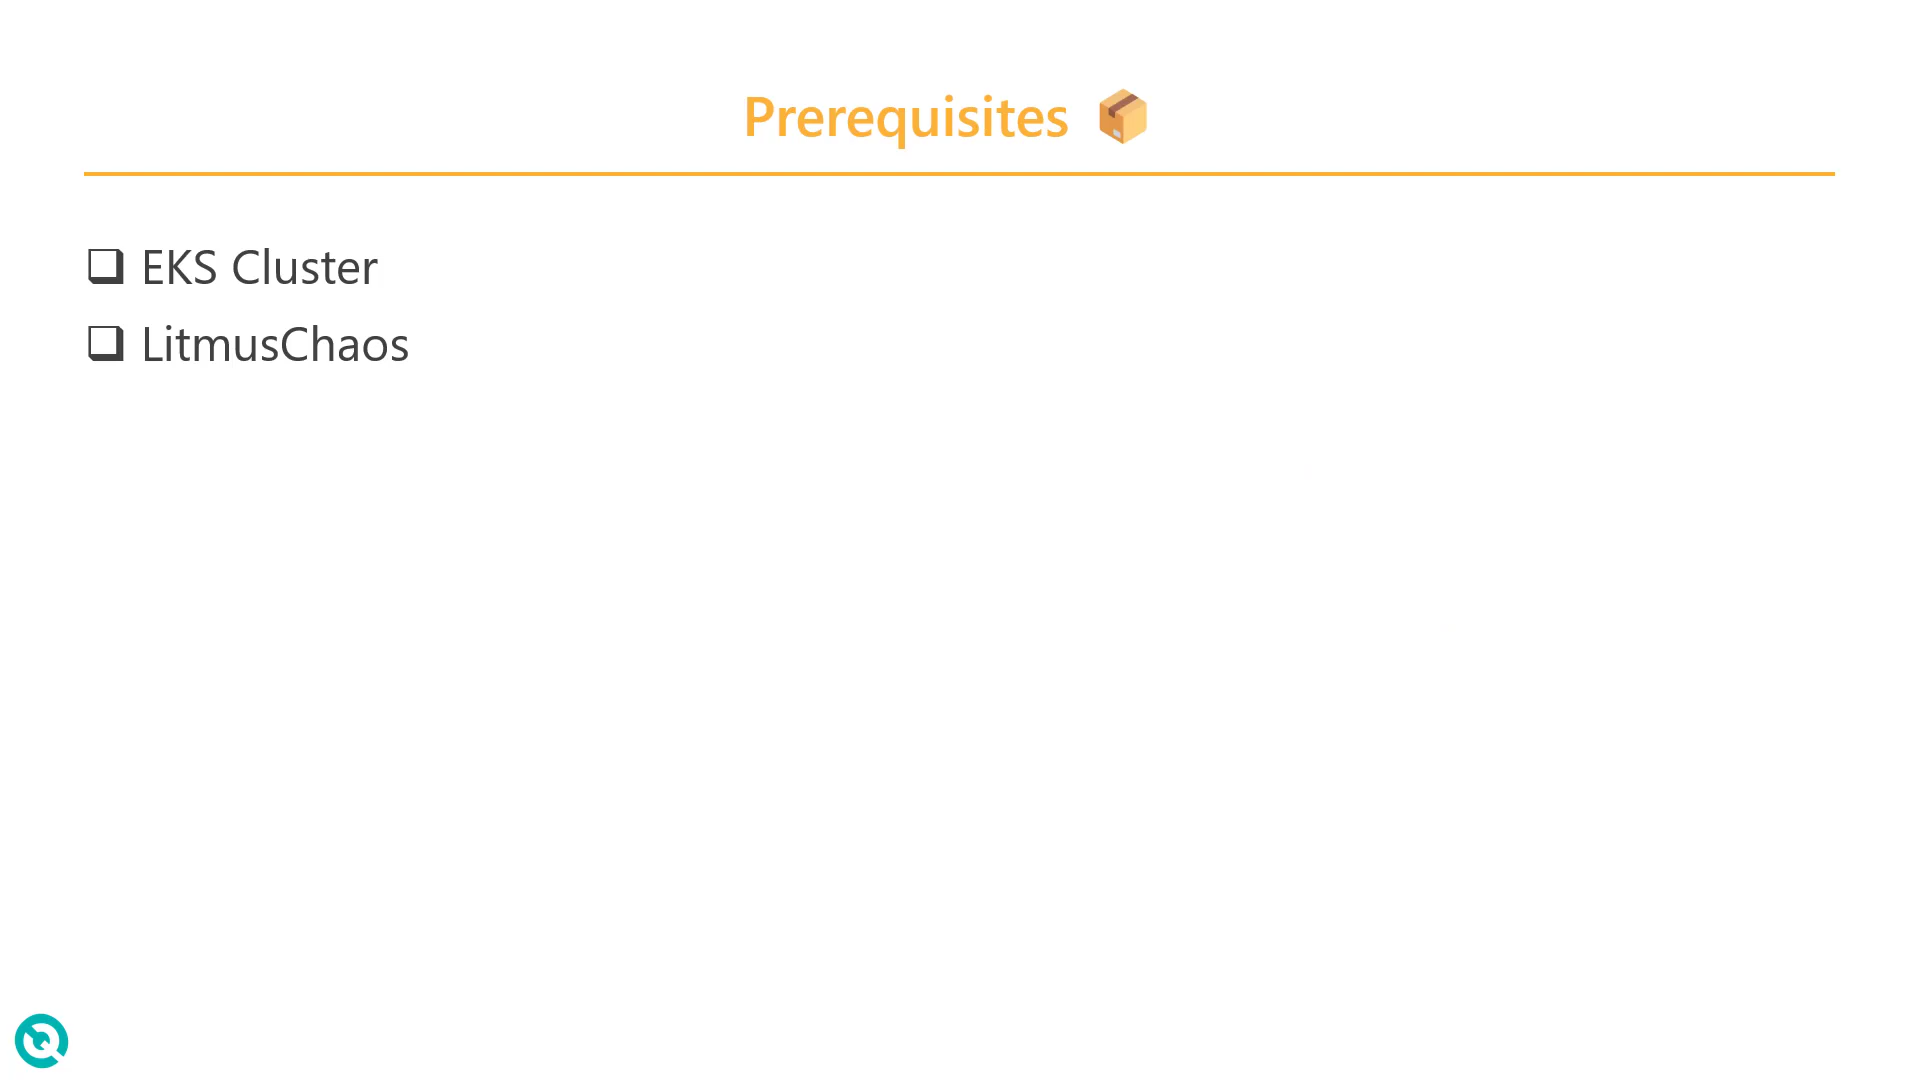 Prerequisites 📦
❑ EKS Cluster
❑ LitmusChaos